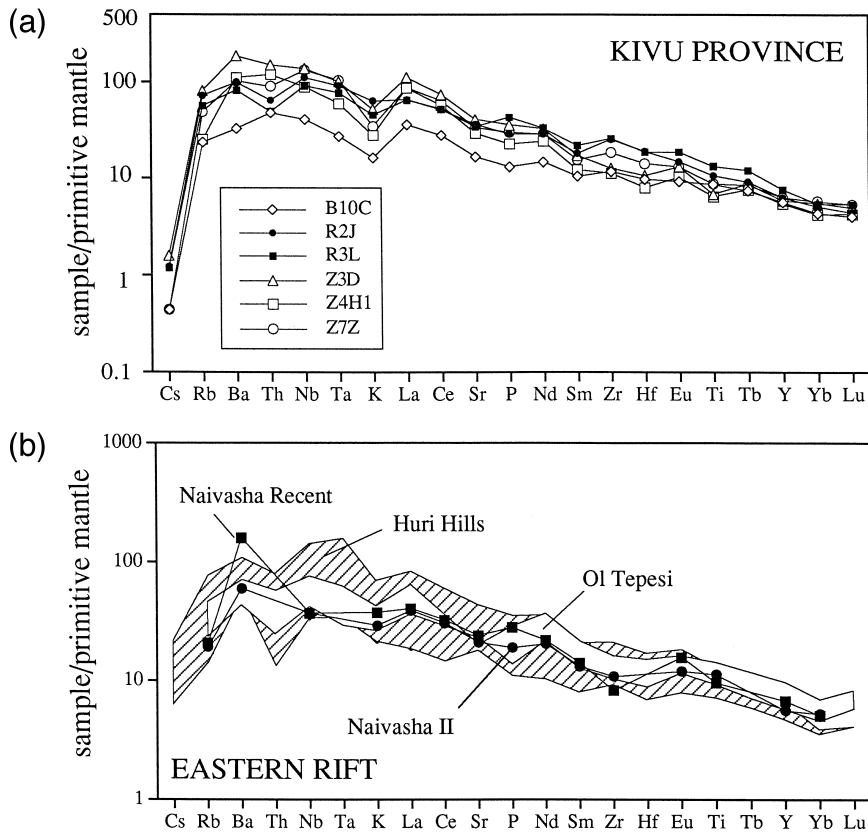 (a)
500
100
10
1
0.1
sample/primitive mantle
KIVU PROVINCE
B10C
R2J
R3L
Z3D
Z4H1
Z7Z
Cs Rb Ba Th Nb Ta K La Ce Sr P Nd Sm Zr Hf Eu Ti Tb Y Yb Lu
(b)
1000
100
10
1
sample/primitive mantle
Naivasha Recent
Huri Hills
Ol Tepesi
Naivasha II
EASTERN RIFT
Cs Rb Ba Th Nb Ta K La Ce Sr P Nd Sm Zr Hf Eu Ti Tb Y Yb Lu